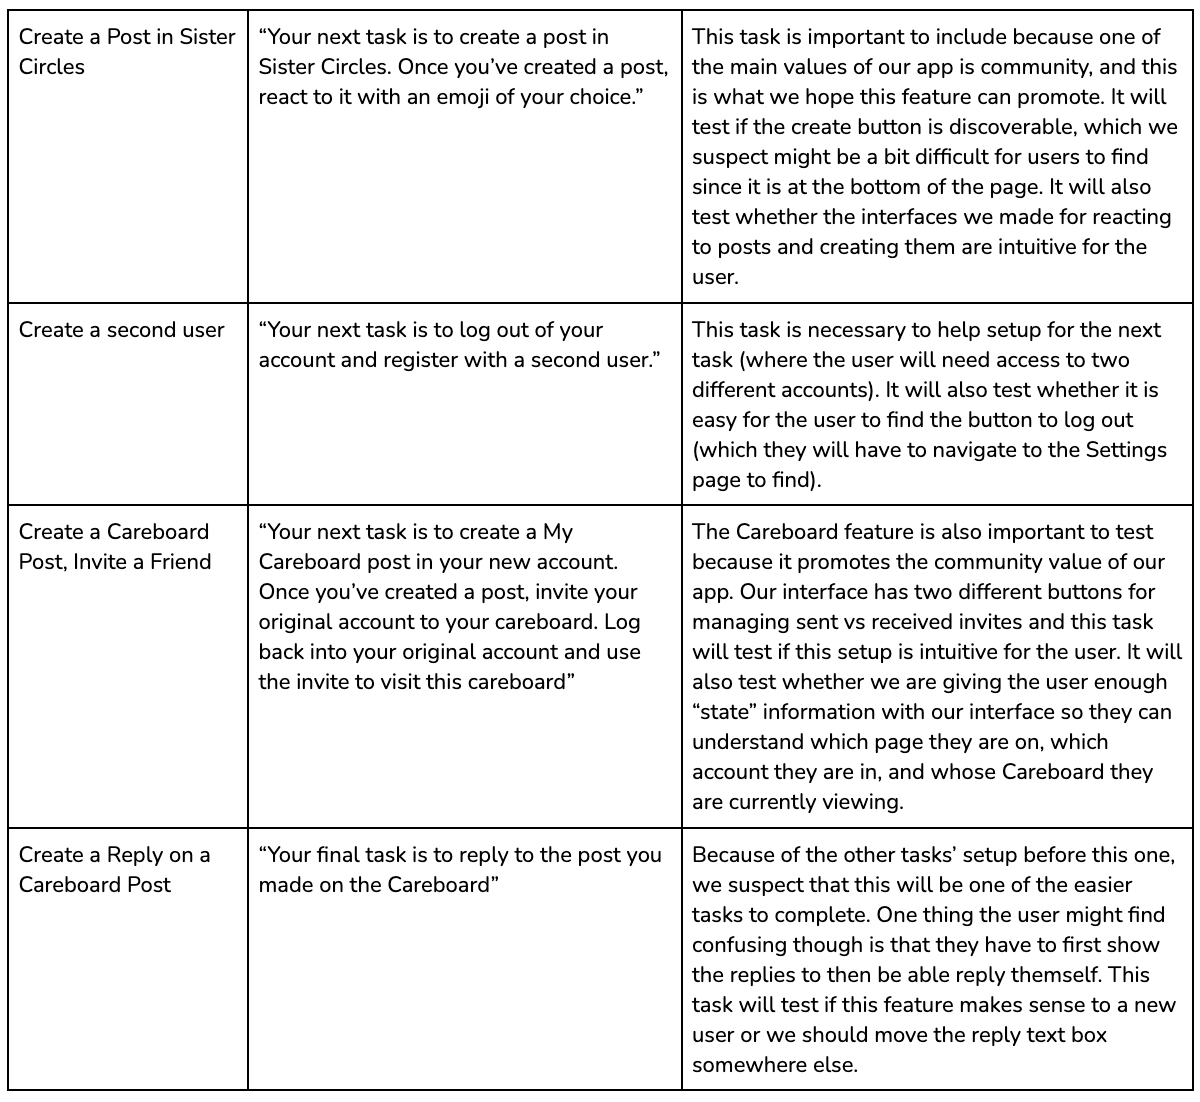 Create a Post in Sister
Circles
“Your next task is to create a post in
Sister Circles. Once you’ve created a post,
react to it with an emoji of your choice.”
This task is important to include because one of
the main values of our app is community, and this
is what we hope this feature can promote. It will
test if the create button is discoverable, which we
suspect might be a bit difficult for users to find
since it is at the bottom of the page. It will also
test whether the interfaces we made for reacting
to posts and creating them are intuitive for the
user.
Create a second user
“Your next task is to log out of your
account and register with a second user.”
This task is necessary to help setup for the next
task (where the user will need access to two
different accounts). It will also test whether it is
easy for the user to find the button to log out
(which they will have to navigate to the Settings
page to find).
Create a Careboard
Post, Invite a Friend
“Your next task is to create a My
Careboard post in your new account.
Once you’ve created a post, invite your
original account to your careboard. Log
back into your original account and use
the invite to visit this careboard”
The Careboard feature is also important to test
because it promotes the community value of our
app. Our interface has two different buttons for
managing sent vs received invites and this task
will test if this setup is intuitive for the user. It will
also test whether we are giving the user enough
“state” information with our interface so they can
understand which page they are on, which
account they are in, and whose Careboard they
are currently viewing.
Create a Reply on a
Careboard Post
“Your final task is to reply to the post you
made on the Careboard”
Because of the other tasks’ setup before this one,
we suspect that this will be one of the easier
tasks to complete. One thing the user might find
confusing though is that they have to first show
the replies to then be able reply themself. This
task will test if this feature makes sense to a new
user or we should move the reply text box
somewhere else.